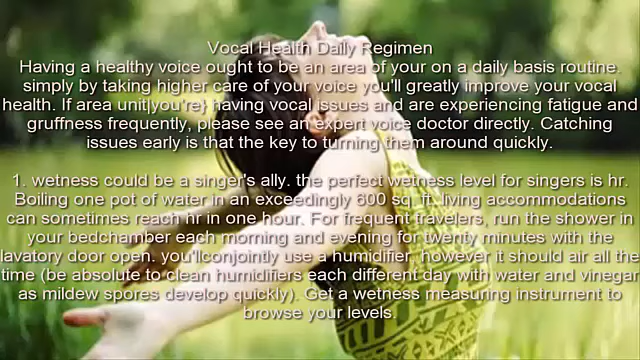 Vocal Health Daily Regimen
Having a healthy voice ought to be an area of your on a daily basis routine.
simply by taking higher care of your voice you'll greatly improve your vocal
health. If area unit|you're} having vocal issues and are experiencing fatigue and
gruffness frequently, please see an expert voice doctor directly. Catching
issues early is that the key to turning them around quickly.
1. wetness could be a singer's ally. the perfect wetness level for singers is hr.
Boiling one pot of water in an exceedingly 600 sq. ft. living accommodations
can sometimes reach hr in one hour. For frequent travelers, run the shower in
your bedchamber each morning and evening for twenty minutes with the
lavatory door open. you'llconjointly use a humidifier, however it should air all the
time (be absolute to clean humidifiers each different day with water and vinegar
as mildew spores develop quickly). Get a wetness measuring instrument to
browse your levels.